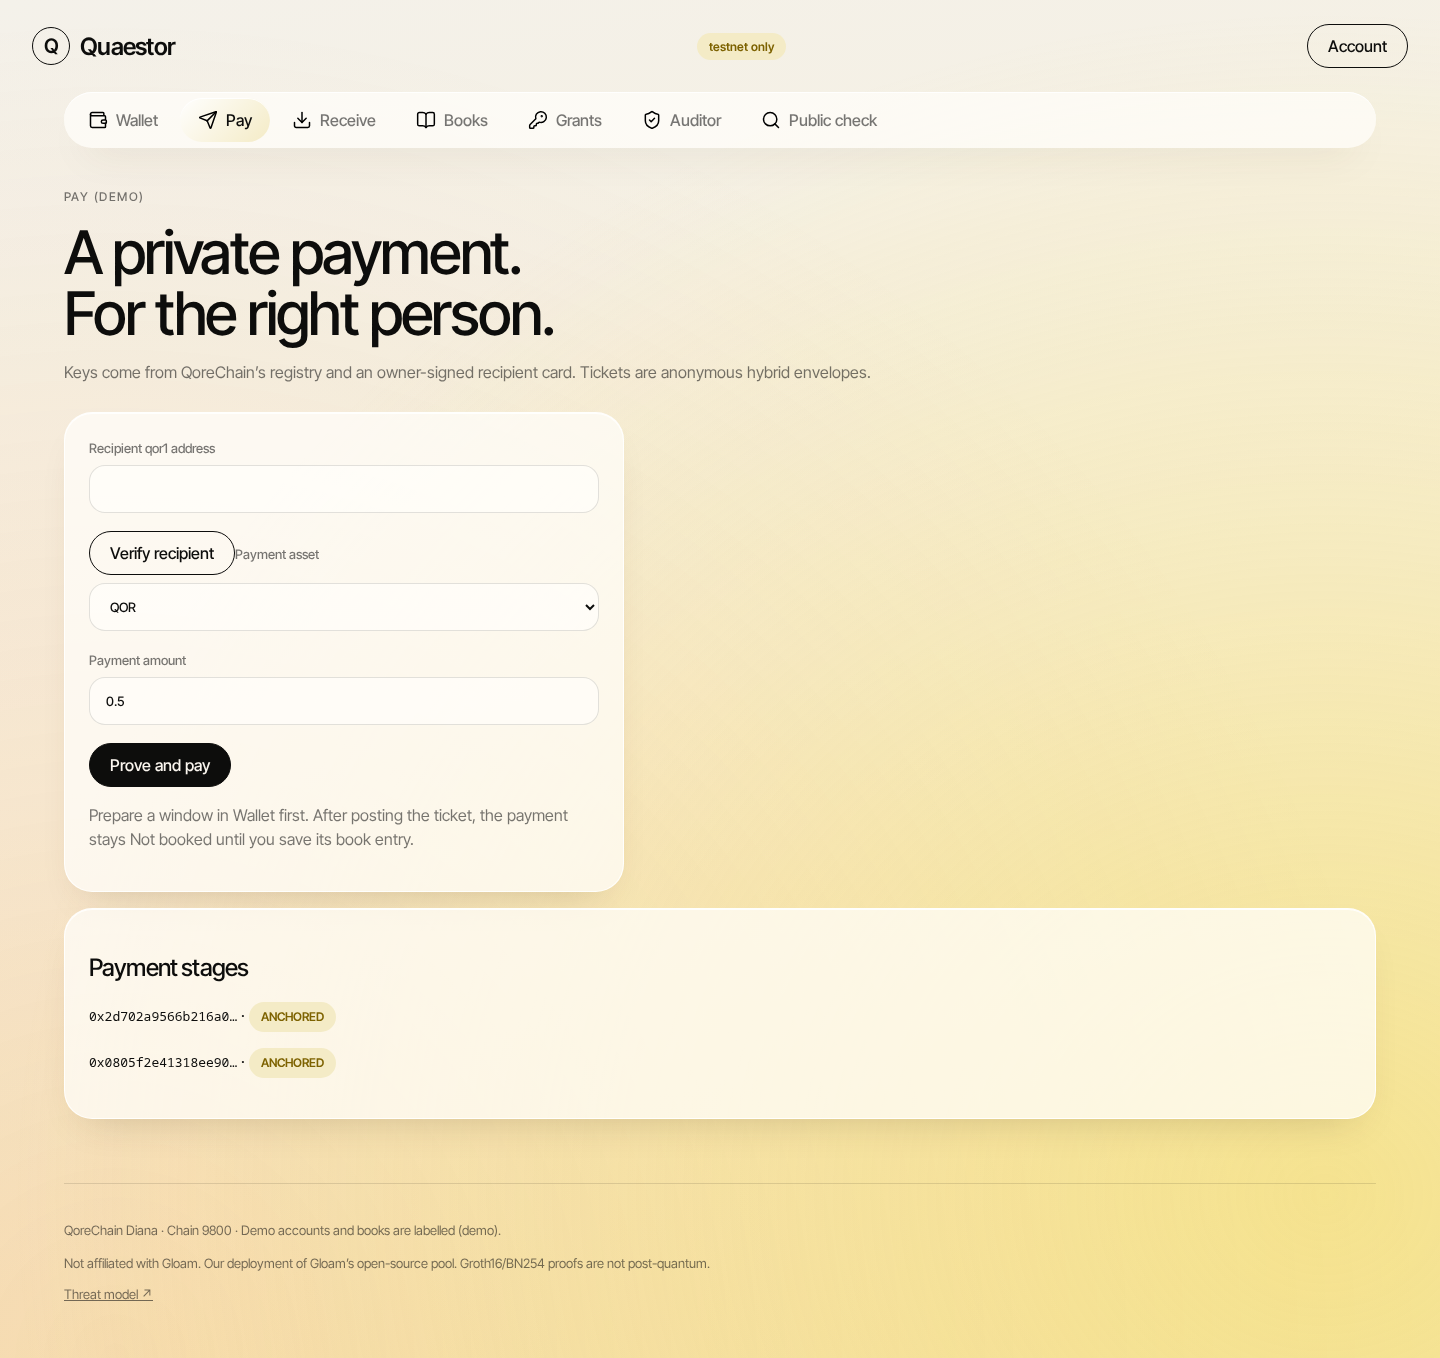 Q Quaestor
testnet only
Account
Wallet
Pay
Receive
Books
Grants
Auditor
Public check
PAY (DEMO)
A private payment.
For the right person.
Keys come from QoreChain’s registry and an owner-signed recipient card. Tickets are anonymous hybrid envelopes.
Recipient qor1 address
Verify recipient Payment asset
QOR
Payment amount
0.5
Prove and pay
Prepare a window in Wallet first. After posting the ticket, the payment
stays Not booked until you save its book entry.
Payment stages
0x2d702a9566b216a0… · ANCHORED
0x0805f2e41318ee90… · ANCHORED
QoreChain Diana · Chain 9800 · Demo accounts and books are labelled (demo).
Not affiliated with Gloam. Our deployment of Gloam’s open-source pool. Groth16/BN254 proofs are not post-quantum.
Threat model ↗